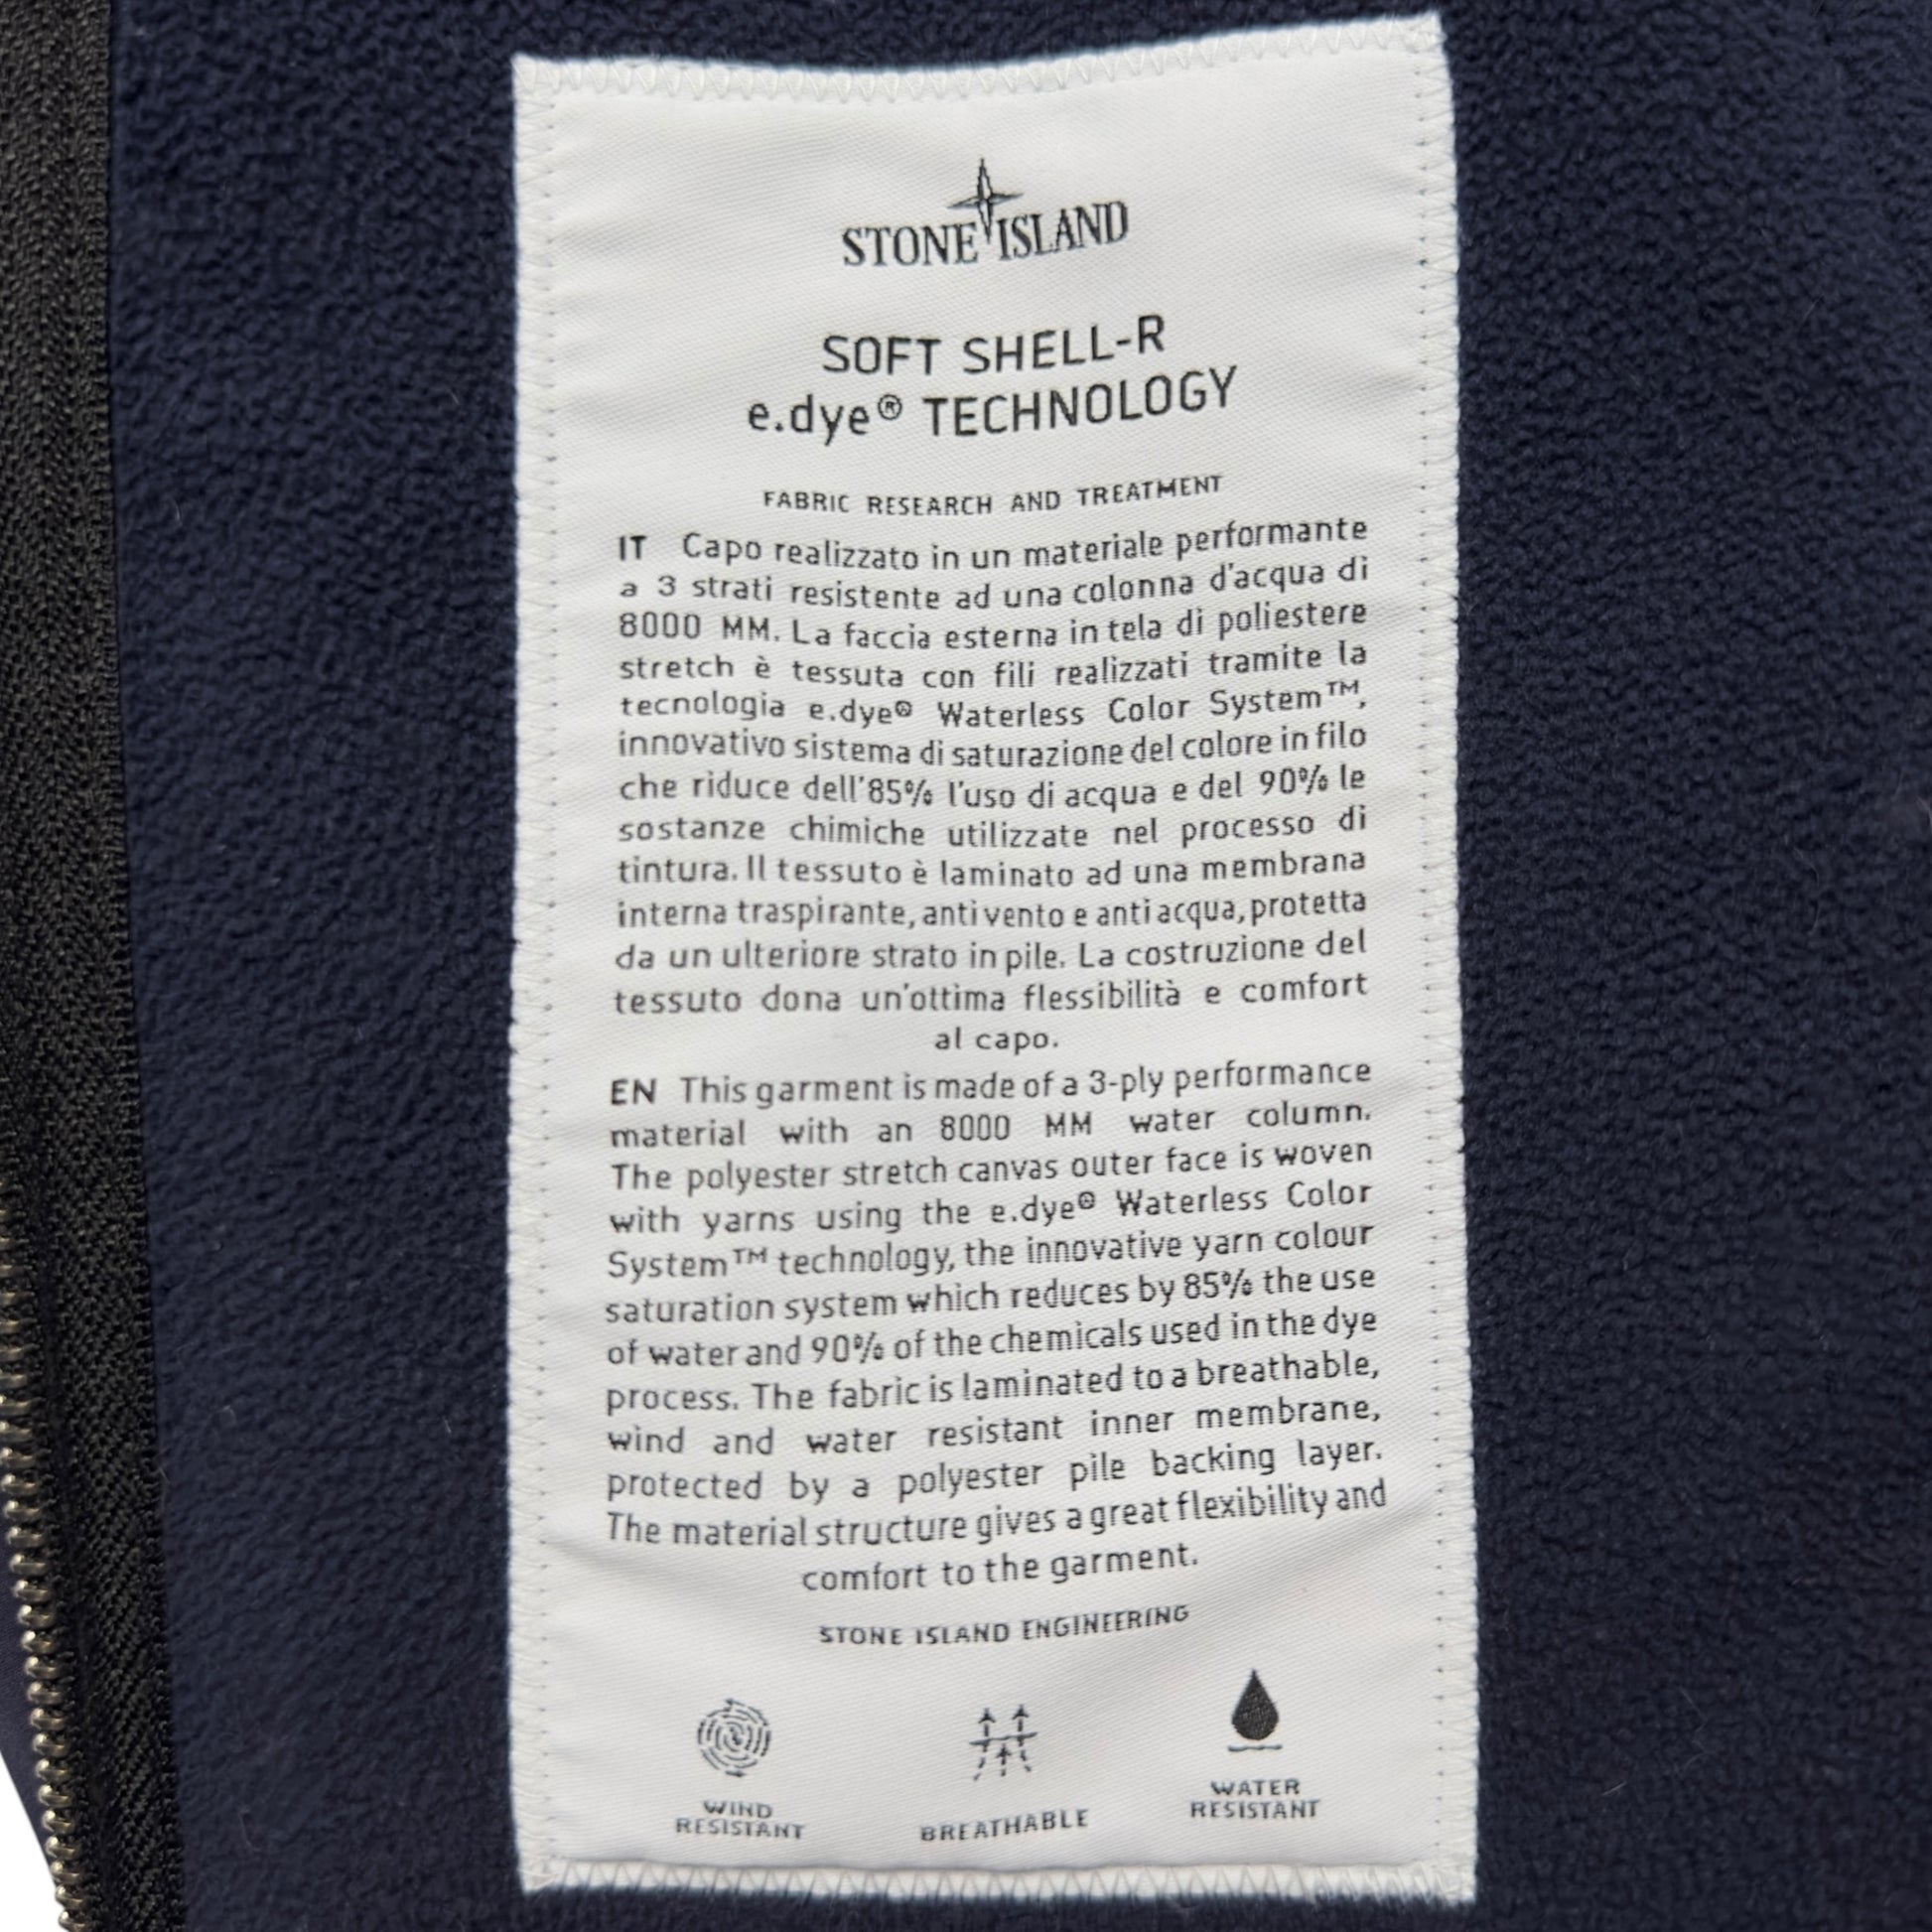 STONE ISLAND
SOFT SHELL-R
e.dye® TECHNOLOGY
FABRIC RESEARCH AND TREATMENT
IT Capo realizzato in un materiale performante
a 3 strati resistente ad una colonna d'acqua di
8000 MM. La faccia esterna in tela di poliestere
stretch è tessuta con fili realizzati tramite la
tecnologia e.dye® Waterless Color System™,
innovativo sistema di saturazione del colore in filo
che riduce dell'85% l'uso di acqua e del 90% le
sostanze chimiche utilizzate nel processo di
tintura. Il tessuto è laminato ad una membrana
interna traspirante, antivento e antiacqua, protetta
da un ulteriore strato in pile. La costruzione del
tessuto dona un'ottima flessibilità e comfort
al capo.
EN This garment is made of a 3-ply performance
material with an 8000 MM water column.
The polyester stretch canvas outer face is woven
with yarns using the e.dye® Waterless Color
System™ technology, the innovative yarn colour
saturation system which reduces by 85% the use
of water and 90% of the chemicals used in the dye
process. The fabric is laminated to a breathable,
wind and water resistant inner membrane,
protected by a polyester pile backing layer.
The material structure gives a great flexibility and
comfort to the garment.
STONE ISLAND ENGINEERING
WIND
RESISTANT
BREATHABLE
WATER
RESISTANT